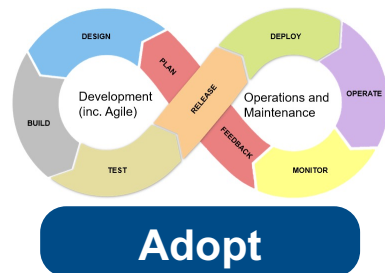 DESIGN
PLAN
DEPLOY
Development
(inc. Agile)
RELEASE
Operations and
Maintenance
OPERATE
BUILD
TEST
FEEDBACK
MONITOR
Adopt